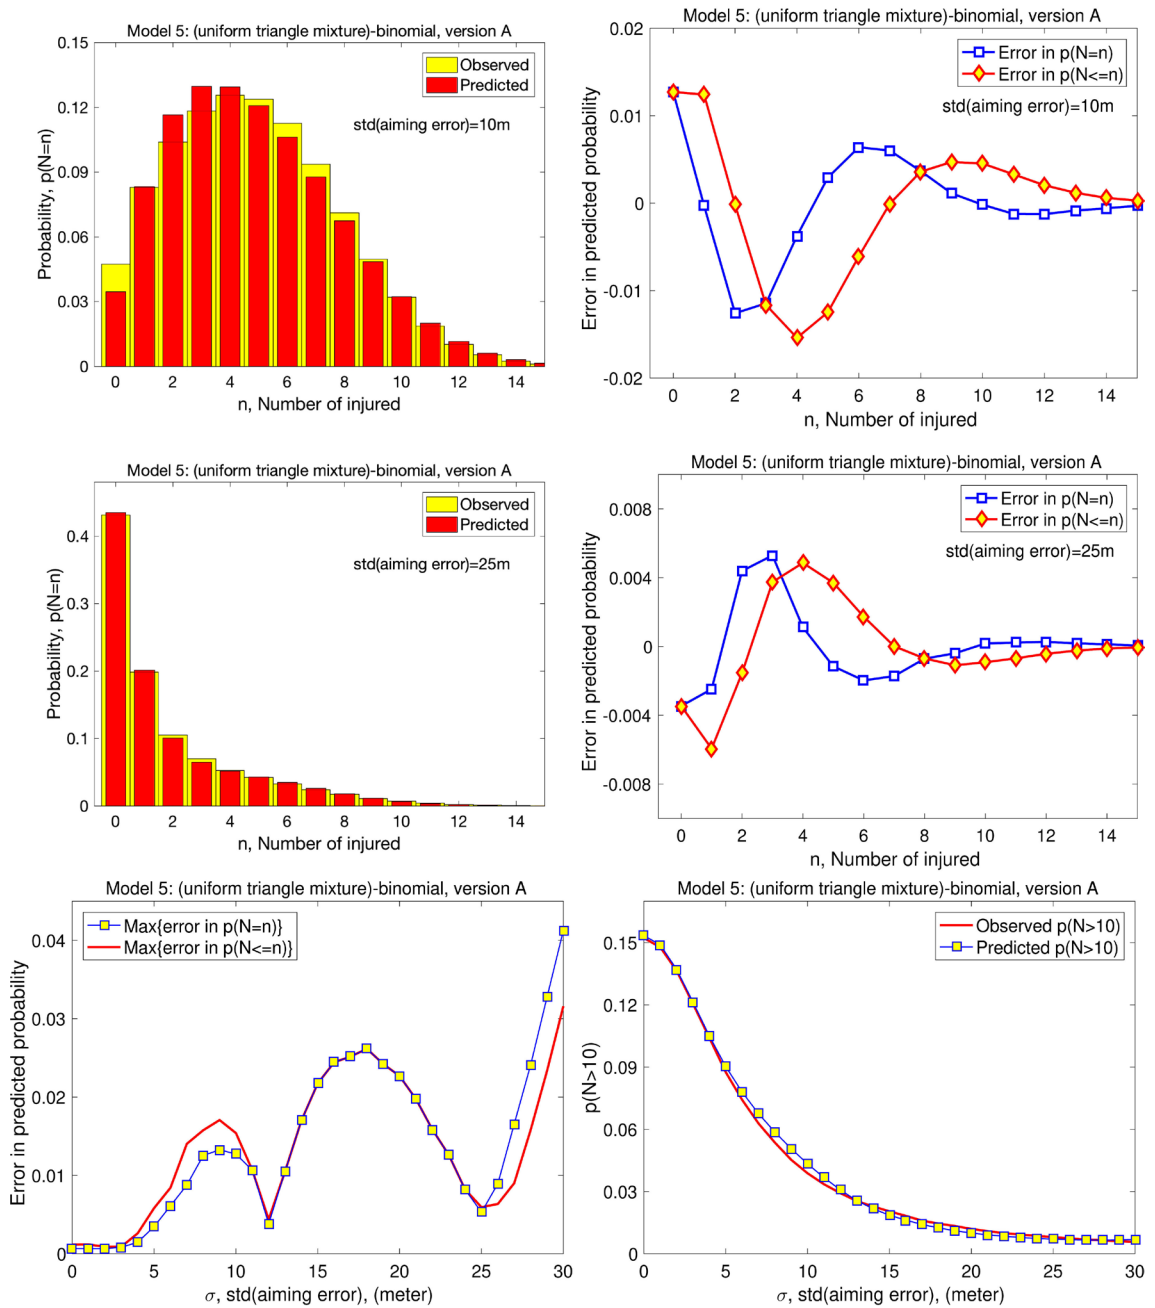 Model 5: (uniform triangle mixture)-binomial, version A
0.15
0.12
0.09
0.06
0.03
0
Probability, p(N=n)
Observed
Predicted
std(aiming error)=10m
0 2 4 6 8 10 12 14
n, Number of injured
Model 5: (uniform triangle mixture)-binomial, version A
0.02
0.01
0
-0.01
-0.02
Error in predicted probability
Error in p(N=n)
Error in p(N<=n)
std(aiming error)=10m
0 2 4 6 8 10 12 14
n, Number of injured
Model 5: (uniform triangle mixture)-binomial, version A
0.4
0.3
0.2
0.1
0
Probability, p(N=n)
Observed
Predicted
std(aiming error)=25m
0 2 4 6 8 10 12 14
n, Number of injured
Model 5: (uniform triangle mixture)-binomial, version A
0.008
0.004
0
-0.004
-0.008
Error in predicted probability
Error in p(N=n)
Error in p(N<=n)
std(aiming error)=25m
0 2 4 6 8 10 12 14
n, Number of injured
Model 5: (uniform triangle mixture)-binomial, version A
0.04
0.03
0.02
0.01
0
Error in predicted probability
Max{error in p(N=n)}
Max{error in p(N<=n)}
0 5 10 15 20 25 30
σ, std(aiming error), (meter)
Model 5: (uniform triangle mixture)-binomial, version A
0.15
0.12
0.09
0.06
0.03
0
p(N>10)
Observed p(N>10)
Predicted p(N>10)
0 5 10 15 20 25 30
σ, std(aiming error), (meter)